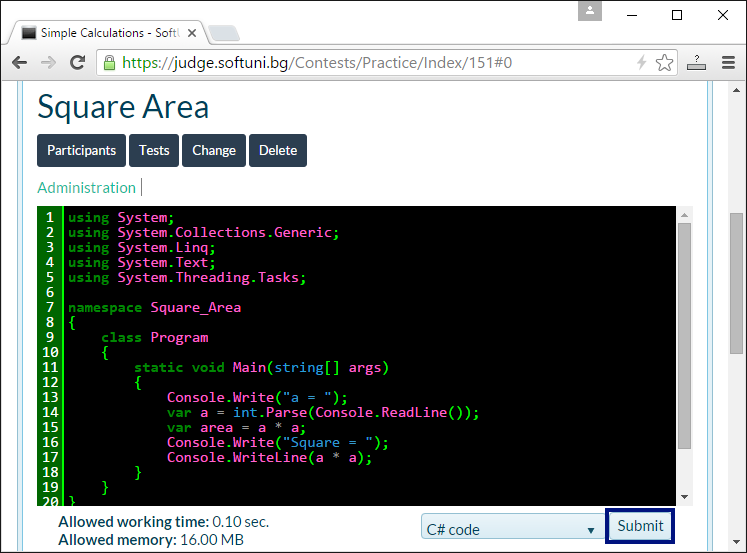 Simple Calculations - Soft
https://judge.softuni.bg/Contests/Practice/Index/151#0
Square Area
Participants Tests Change Delete
Administration
1 using System;
2 using System.Collections.Generic;
3 using System.Linq;
4 using System.Text;
5 using System.Threading.Tasks;
6
7 namespace Square_Area
8 {
9     class Program
10     {
11         static void Main(string[] args)
12         {
13             Console.Write("a = ");
14             var a = int.Parse(Console.ReadLine());
15             var area = a * a;
16             Console.Write("Square = ");
17             Console.WriteLine(a * a);
18         }
19     }
20 }
Allowed working time: 0.10 sec.
Allowed memory: 16.00 MB
C# code
Submit